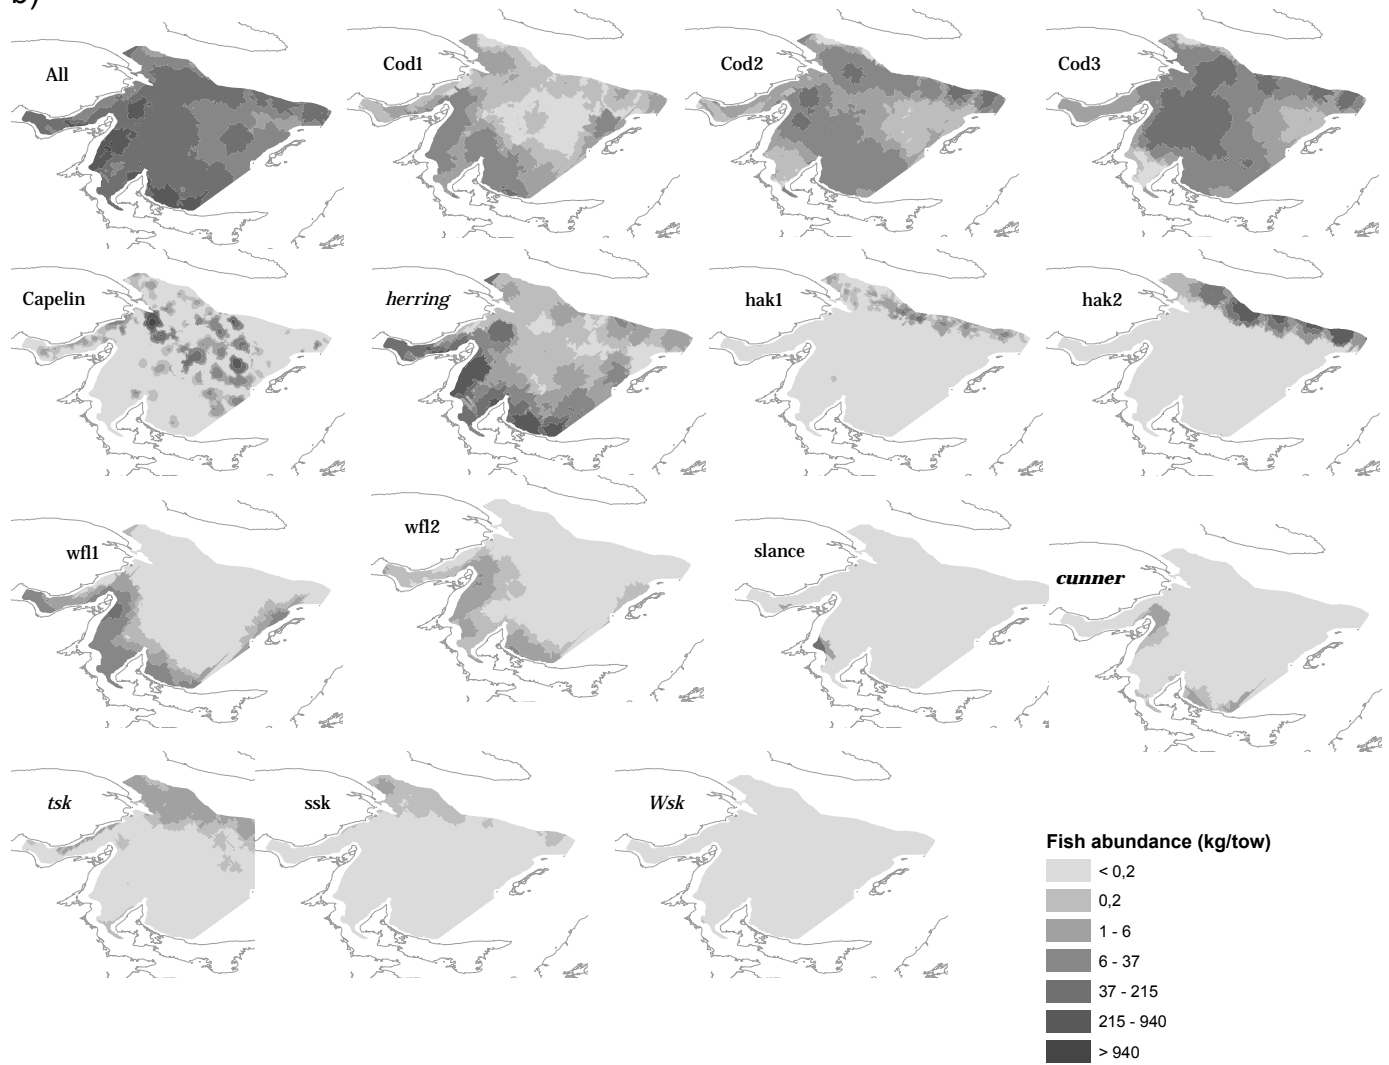 b)
All
Cod1
Cod2
Cod3
Capelin
herring
hak1
hak2
wfl1
wfl2
slance
cunner
tsk
ssk
Wsk
Fish abundance (kg/tow)
< 0,2
0,2
1 - 6
6 - 37
37 - 215
215 - 940
> 940